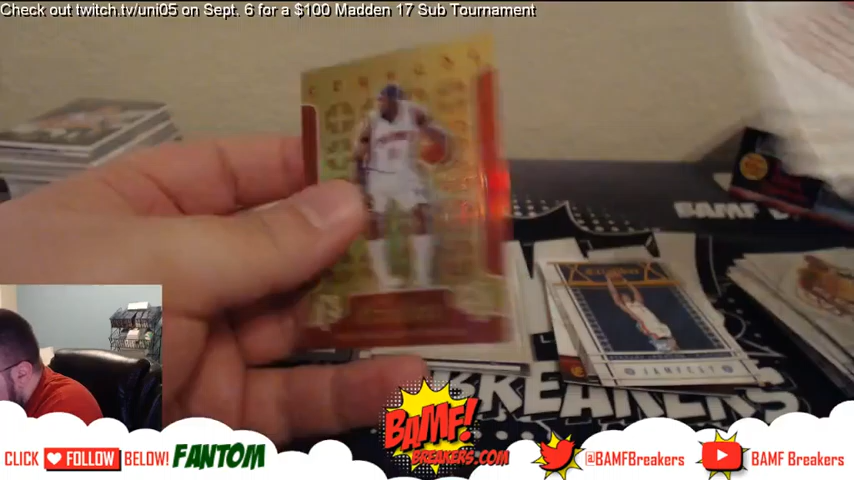 Check out twitch.tv/uni05 on Sept. 6 for a $100 Madden 17 Sub Tournament
BAMF
BREAKERS
CLICK FOLLOW BELOW! FANTOM
BAMF!
BREAKERS.COM
@BAMFBreakers
BAMF Breakers